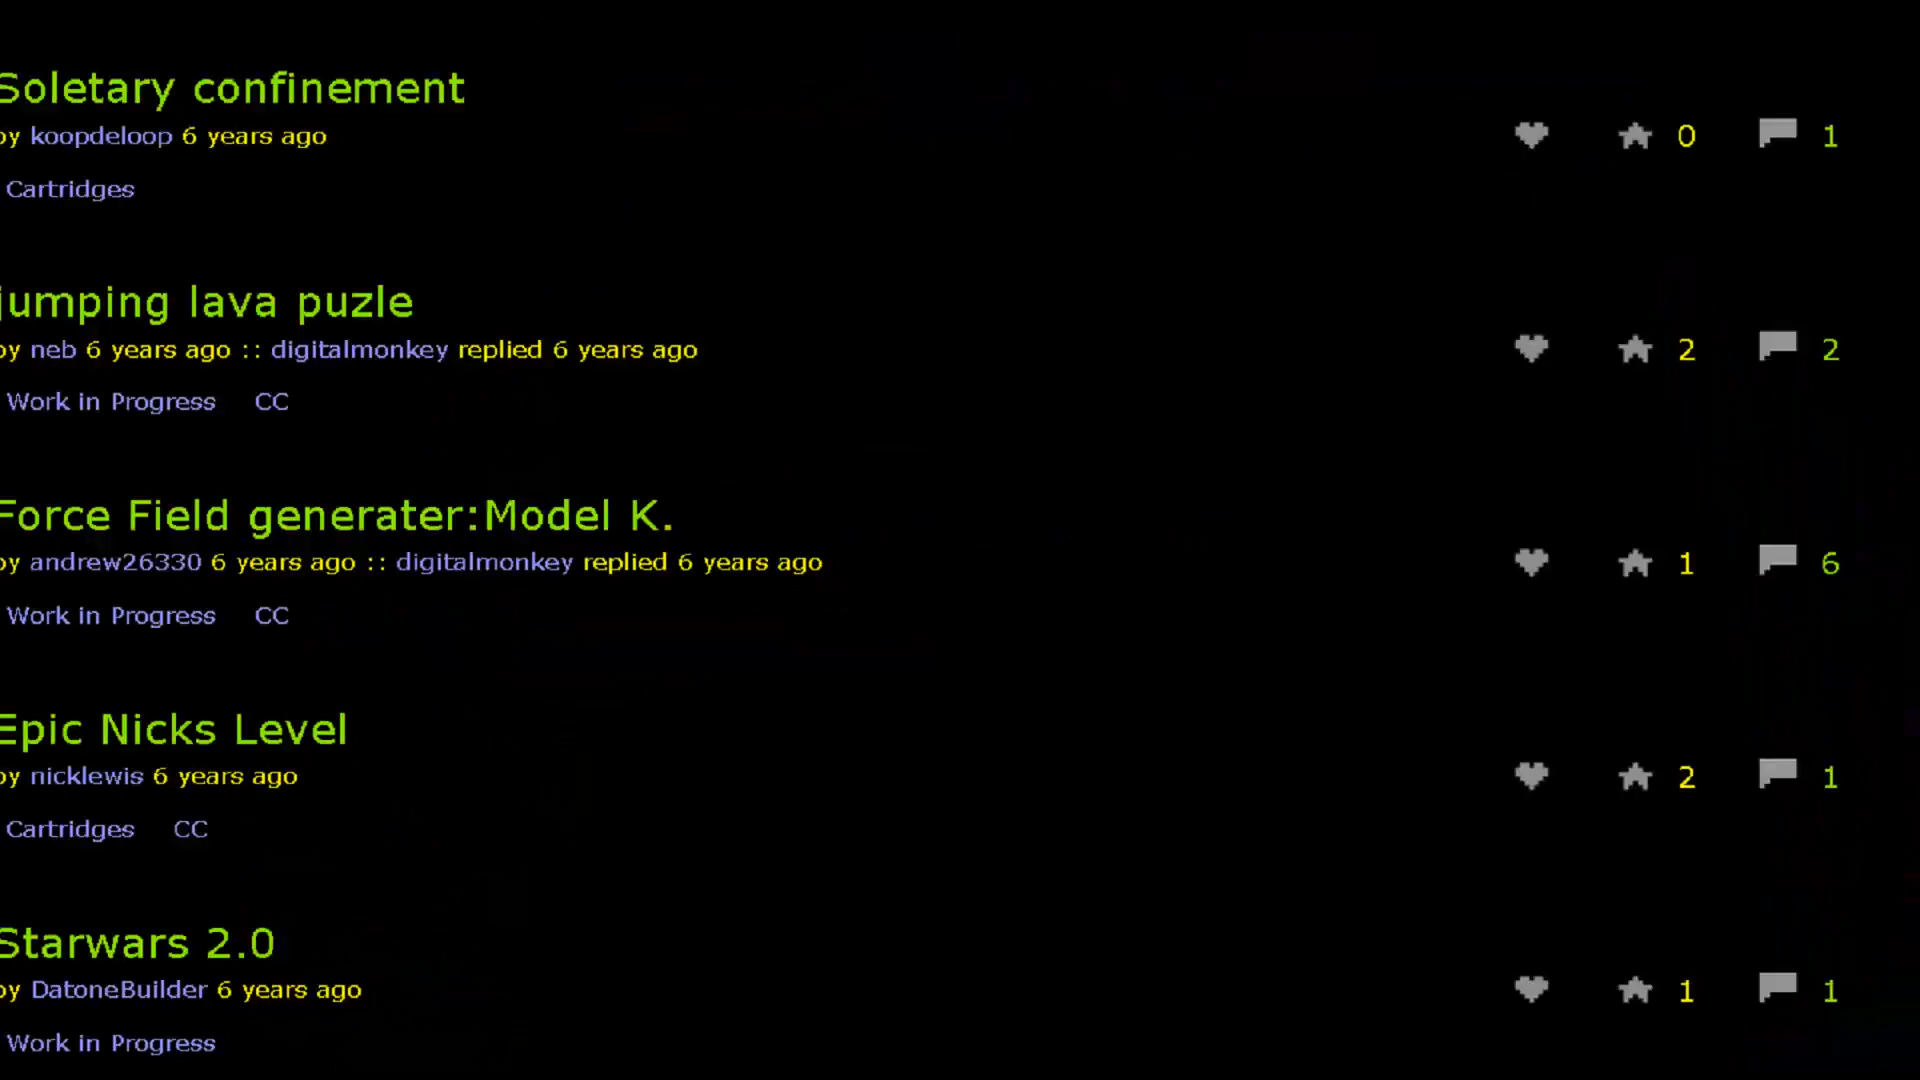 Soletary confinement
by koopdeloop 6 years ago
0 1
Cartridges
jumping lava puzle
by neb 6 years ago :: digitalmonkey replied 6 years ago
2 2
Work in Progress CC
Force Field generater:Model K.
by andrew26330 6 years ago :: digitalmonkey replied 6 years ago
1 6
Work in Progress CC
Epic Nicks Level
by nicklewis 6 years ago
2 1
Cartridges CC
Starwars 2.0
by DatoneBuilder 6 years ago
1 1
Work in Progress